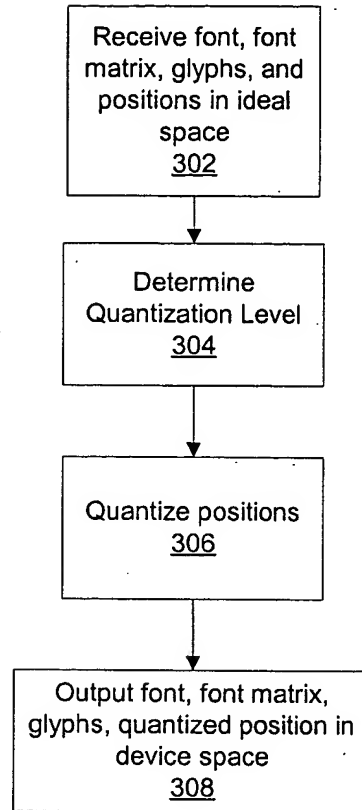 Receive font, font
matrix, glyphs, and
positions in ideal
space
302
Determine
Quantization Level
304
Quantize positions
306
Output font, font matrix,
glyphs, quantized position in
device space
308